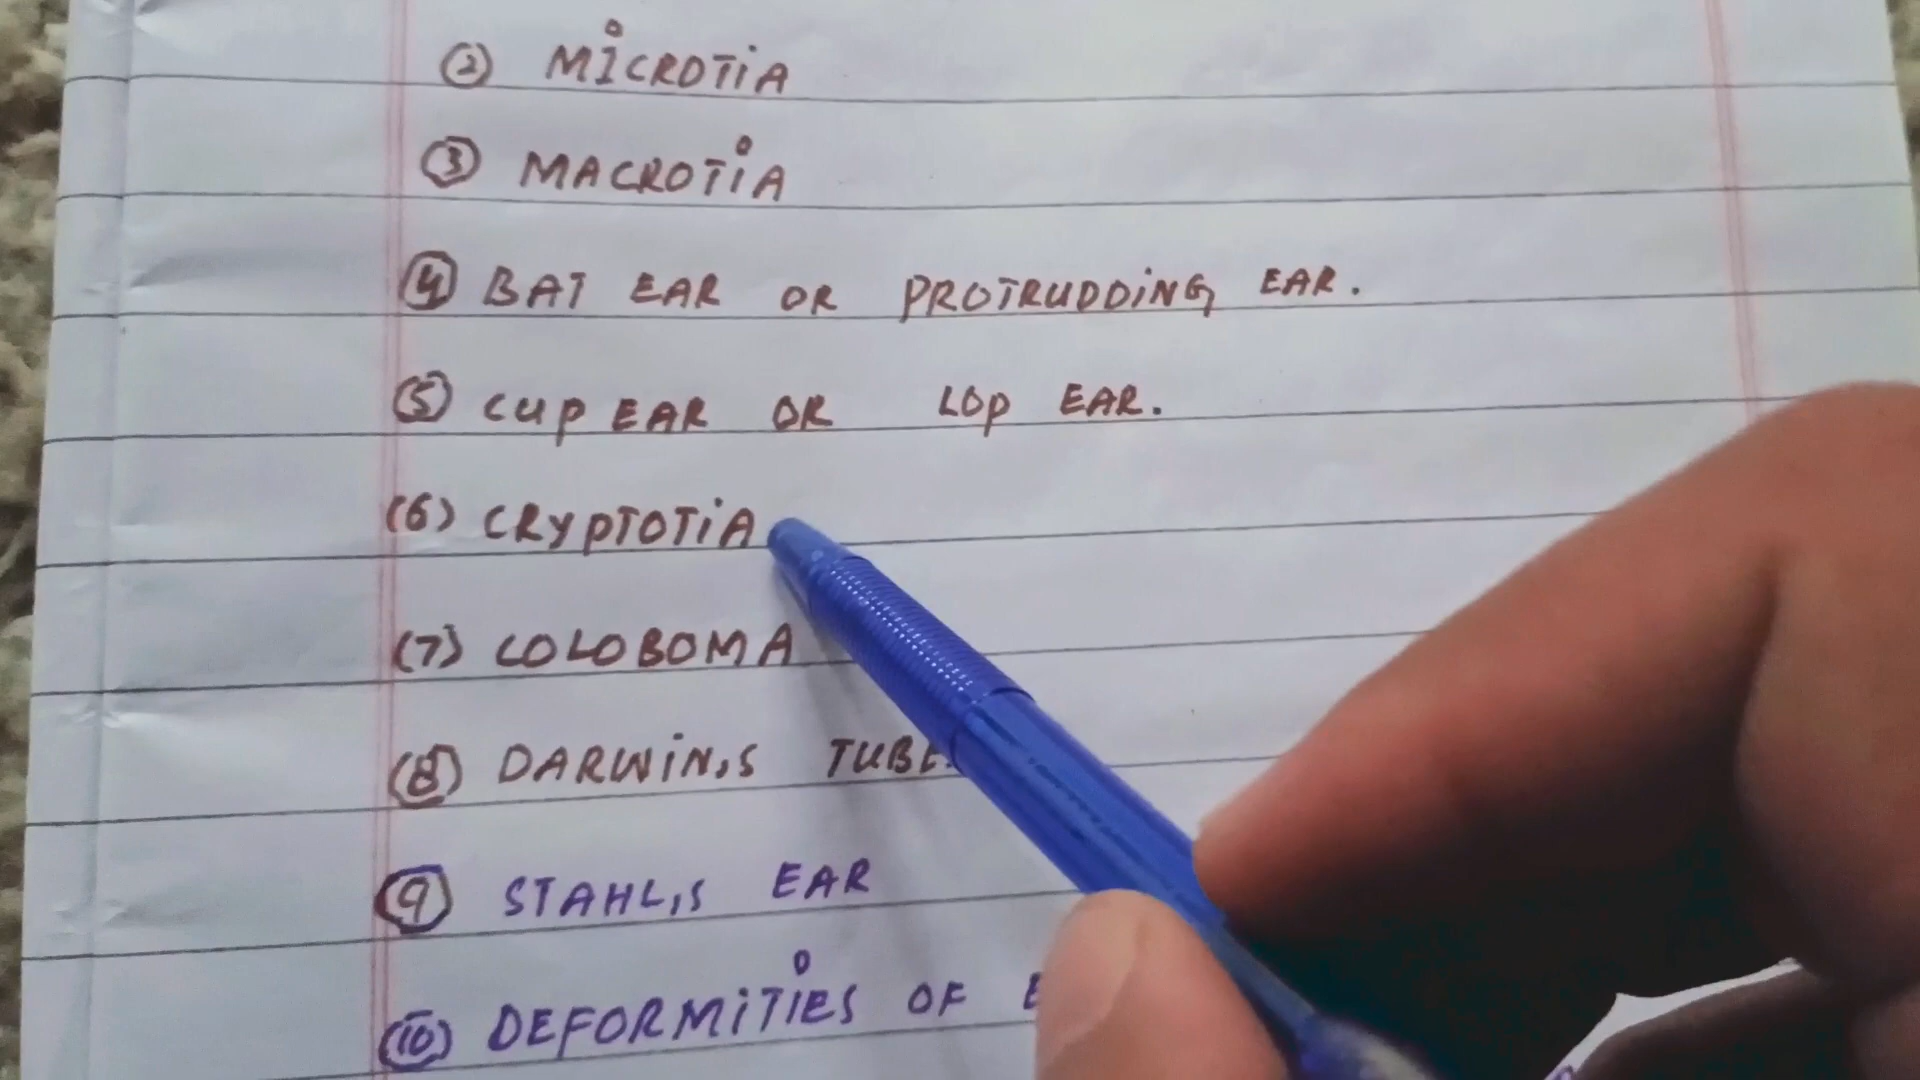 ② MICROTiA
③ MACROTiA
④ BAT EAR OR PROTRUDDiNG EAR.
⑤ CUP EAR OR LOP EAR.
(6) CRYPTOTiA
(7) COLOBOMA
(8) DARWiN,S
⑨ STAHL,S EAR
(10) DEFORMiTiES OF